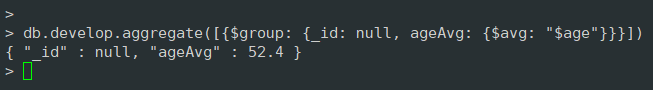 >
> db.develop.aggregate([{$group: {_id: null, ageAvg: {$avg: "$age"}}}])
{ "_id" : null, "ageAvg" : 52.4 }
>